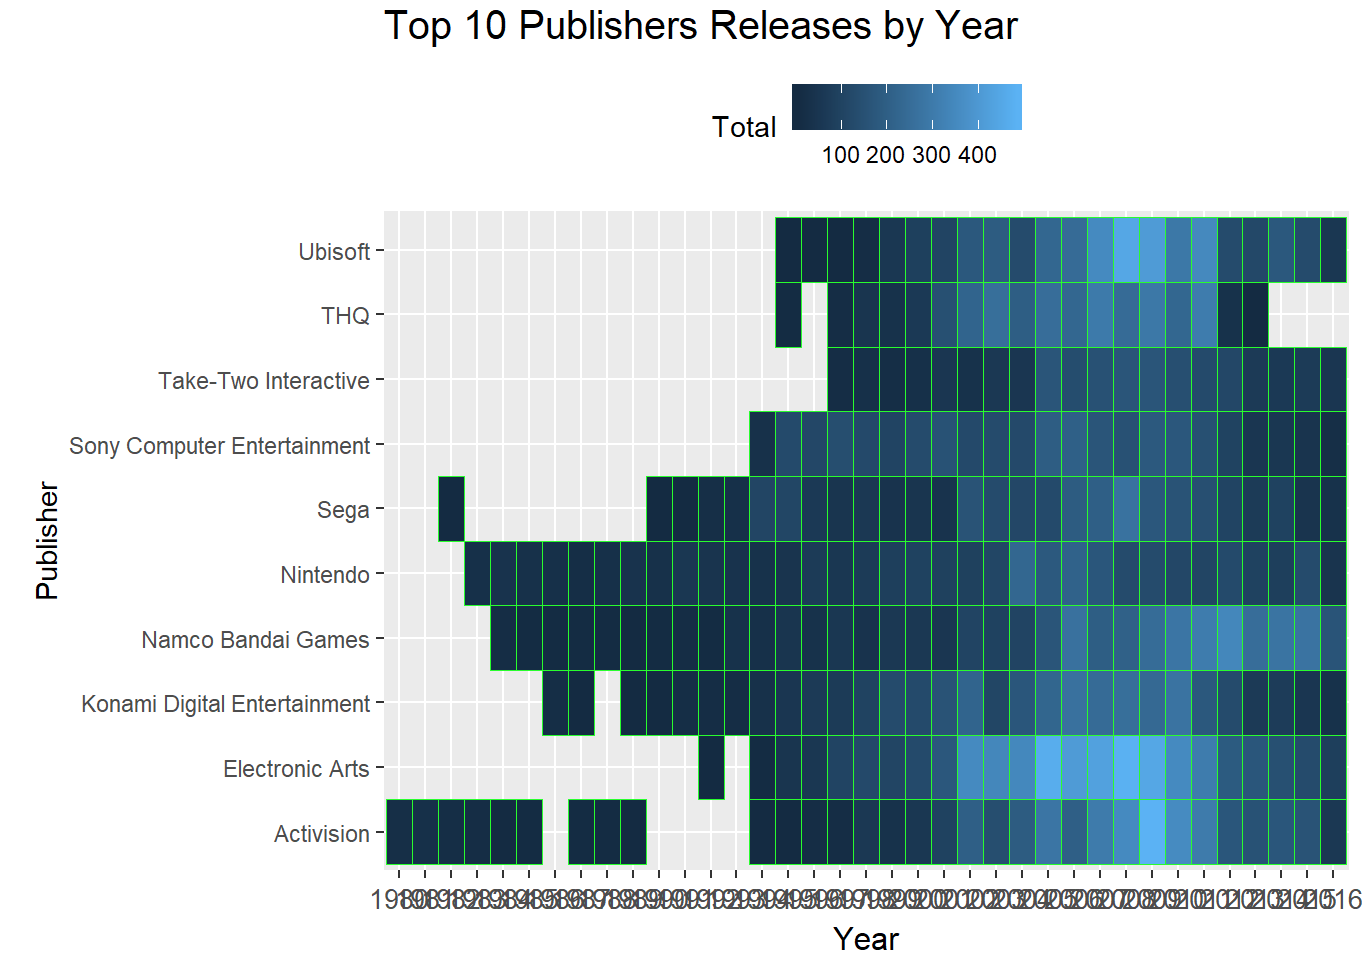 Top 10 Publishers Releases by Year
Total
100 200 300 400
Ubisoft
THQ
Take-Two Interactive
Sony Computer Entertainment
Sega
Nintendo
Namco Bandai Games
Konami Digital Entertainment
Electronic Arts
Activision
Publisher
Year